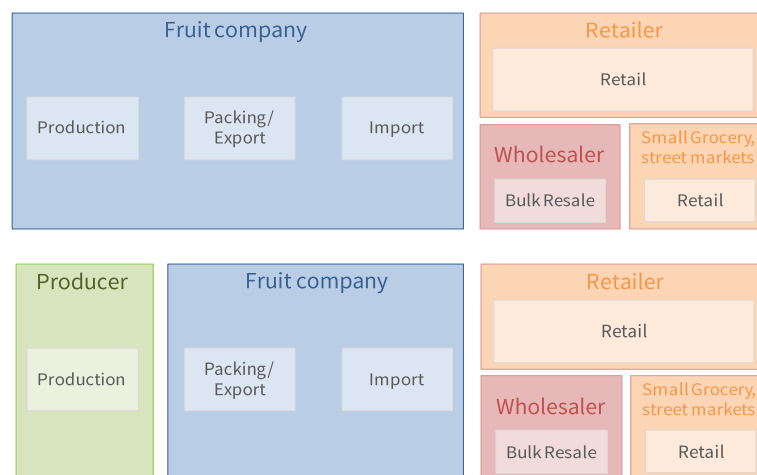 Fruit company
Retailer
Retail
Production
Packing/
Export
Import
Wholesaler
Small Grocery,
street markets
Bulk Resale
Retail
Producer
Fruit company
Retailer
Retail
Production
Packing/
Export
Import
Wholesaler
Small Grocery,
street markets
Bulk Resale
Retail